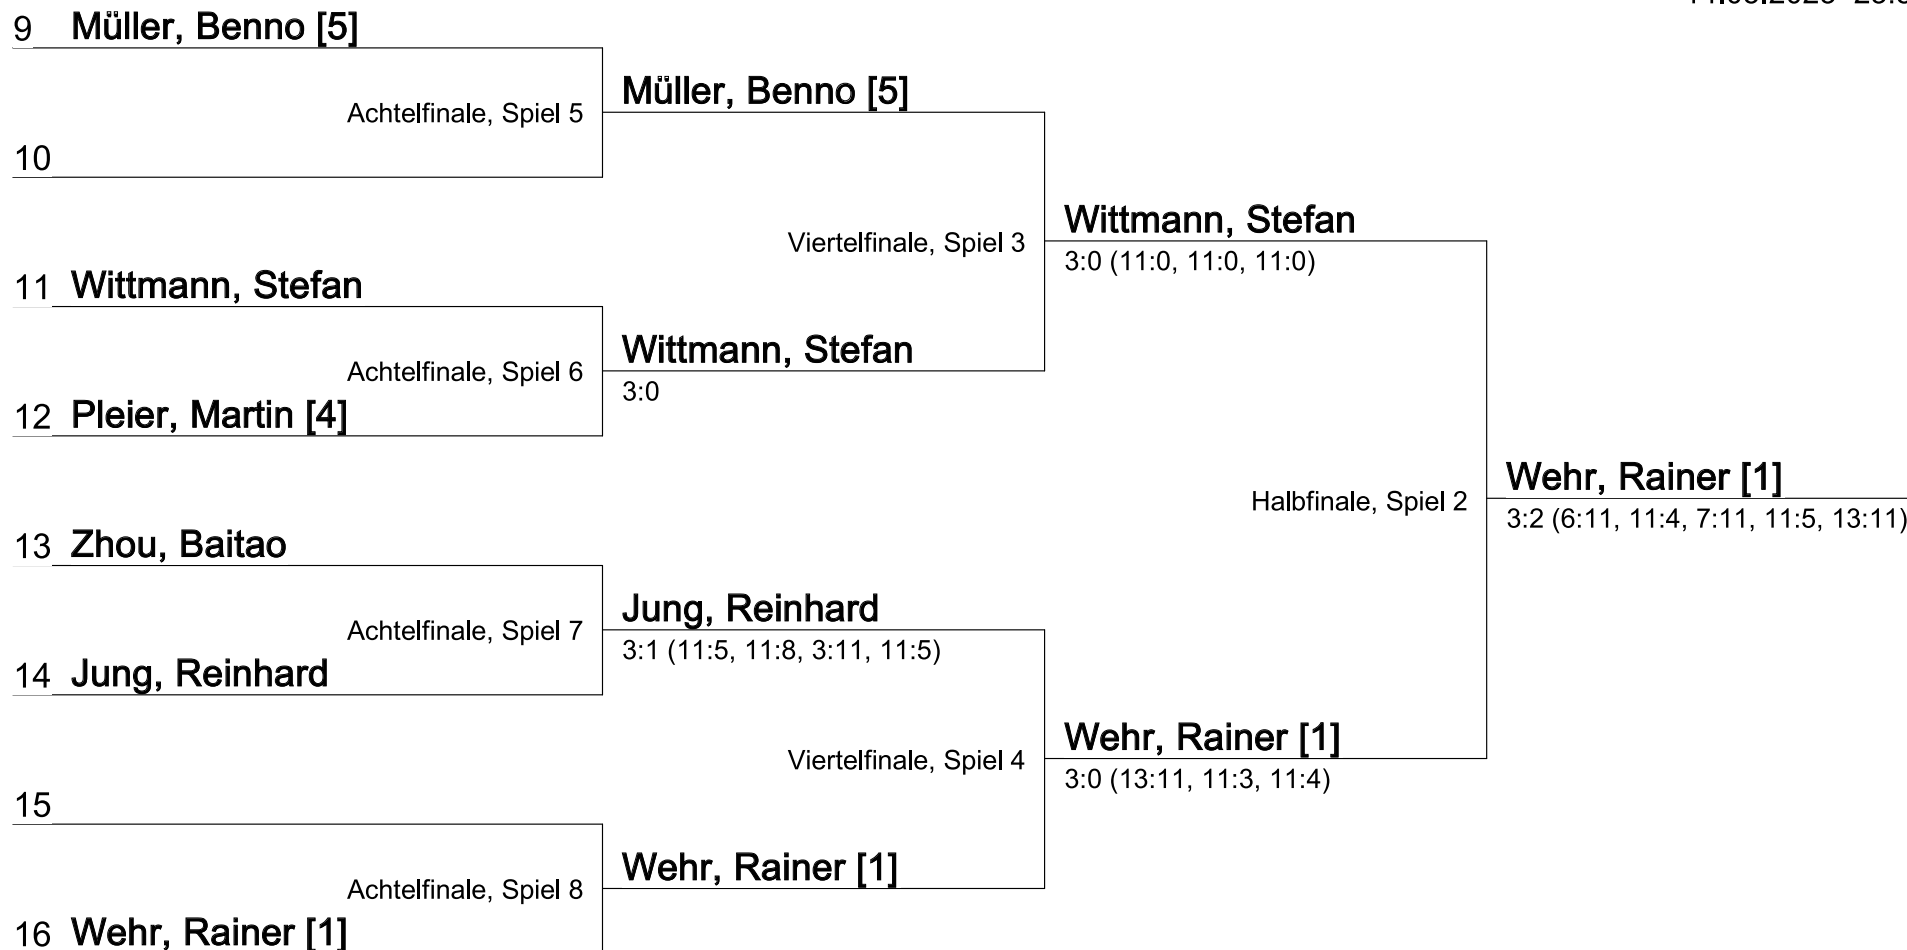 9 Müller, Benno [5]
Achtelfinale, Spiel 5
Müller, Benno [5]
10
Viertelfinale, Spiel 3
Wittmann, Stefan
3:0 (11:0, 11:0, 11:0)
11 Wittmann, Stefan
Achtelfinale, Spiel 6
Wittmann, Stefan
3:0
12 Pleier, Martin [4]
Halbfinale, Spiel 2
Wehr, Rainer [1]
3:2 (6:11, 11:4, 7:11, 11:5, 13:11)
13 Zhou, Baitao
Achtelfinale, Spiel 7
Jung, Reinhard
3:1 (11:5, 11:8, 3:11, 11:5)
14 Jung, Reinhard
Viertelfinale, Spiel 4
Wehr, Rainer [1]
3:0 (13:11, 11:3, 11:4)
15
Achtelfinale, Spiel 8
Wehr, Rainer [1]
16 Wehr, Rainer [1]